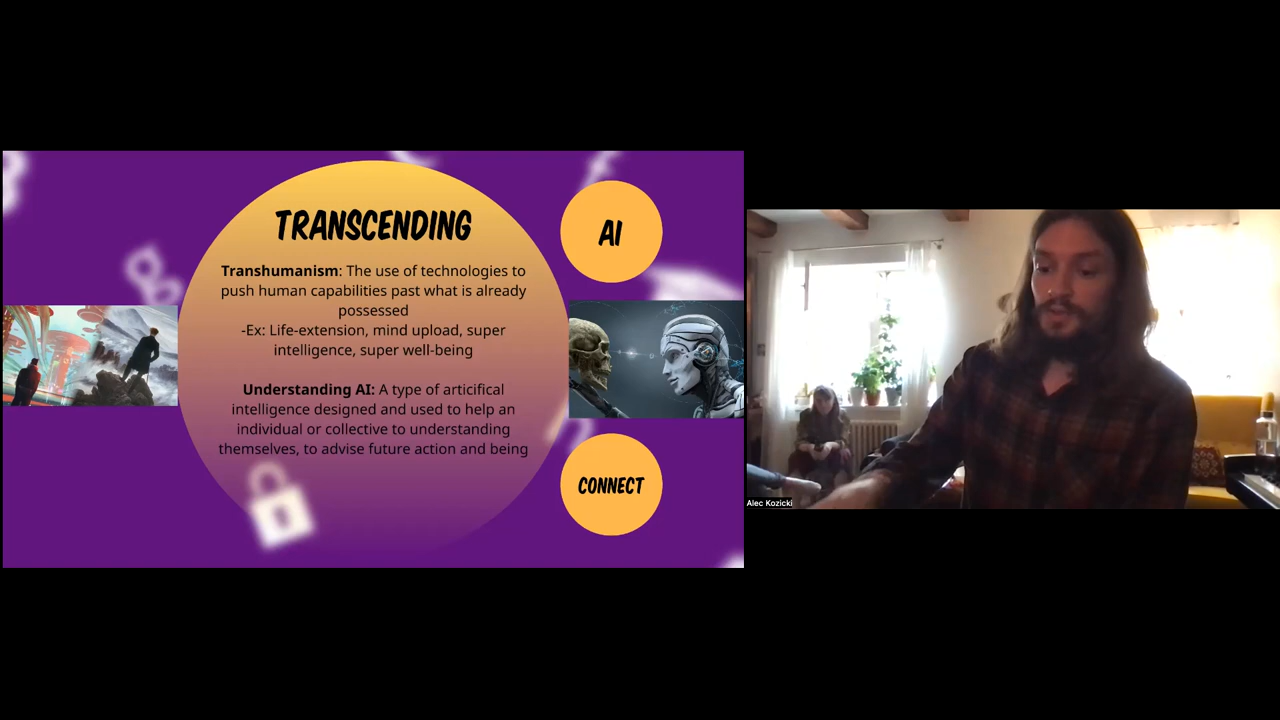 TRANSCENDING
Transhumanism: The use of technologies to
push human capabilities past what is already
possessed
-Ex: Life-extension, mind upload, super
intelligence, super well-being
Understanding AI: A type of articifical
intelligence designed and used to help an
individual or collective to understanding
themselves, to advise future action and being
AI
CONNECT
Alec Kozicki